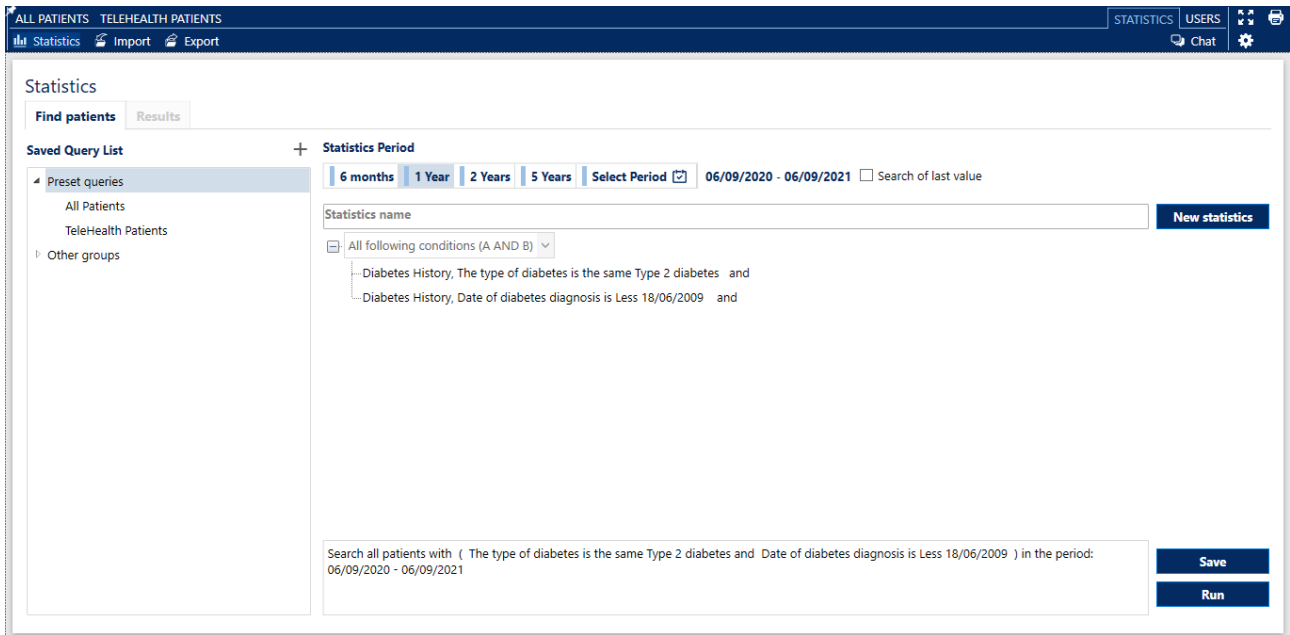 ALL PATIENTS TELEHEALTH PATIENTS STATISTICS USERS
Statistics Import Export Chat
Statistics
Find patients Results
Saved Query List
Preset queries
All Patients
TeleHealth Patients
Other groups
Statistics Period
6 months 1 Year 2 Years 5 Years Select Period 06/09/2020 - 06/09/2021 Search of last value
Statistics name New statistics
All following conditions (A AND B)
Diabetes History, The type of diabetes is the same Type 2 diabetes and
Diabetes History, Date of diabetes diagnosis is Less 18/06/2009 and
Search all patients with ( The type of diabetes is the same Type 2 diabetes and Date of diabetes diagnosis is Less 18/06/2009 ) in the period:
06/09/2020 - 06/09/2021
Save
Run